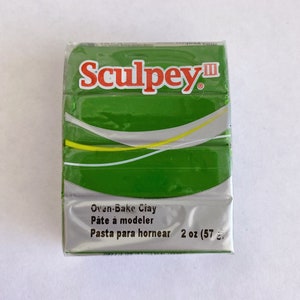 Sculpey III
Oven-Bake Clay
Pâte à modeler
Pasta para hornear 2 oz (57 g